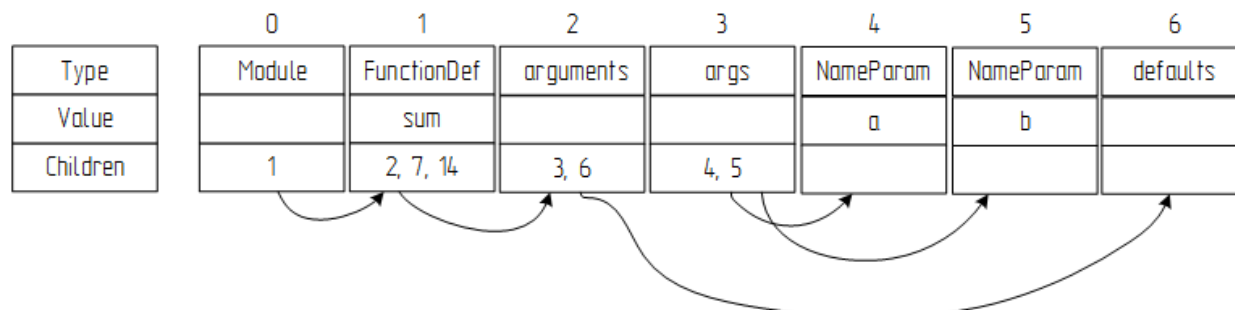 0 1 2 3 4 5 6
Type Module FunctionDef arguments args NameParam NameParam defaults
Value sum a b
Children 1 2, 7, 14 3, 6 4, 5